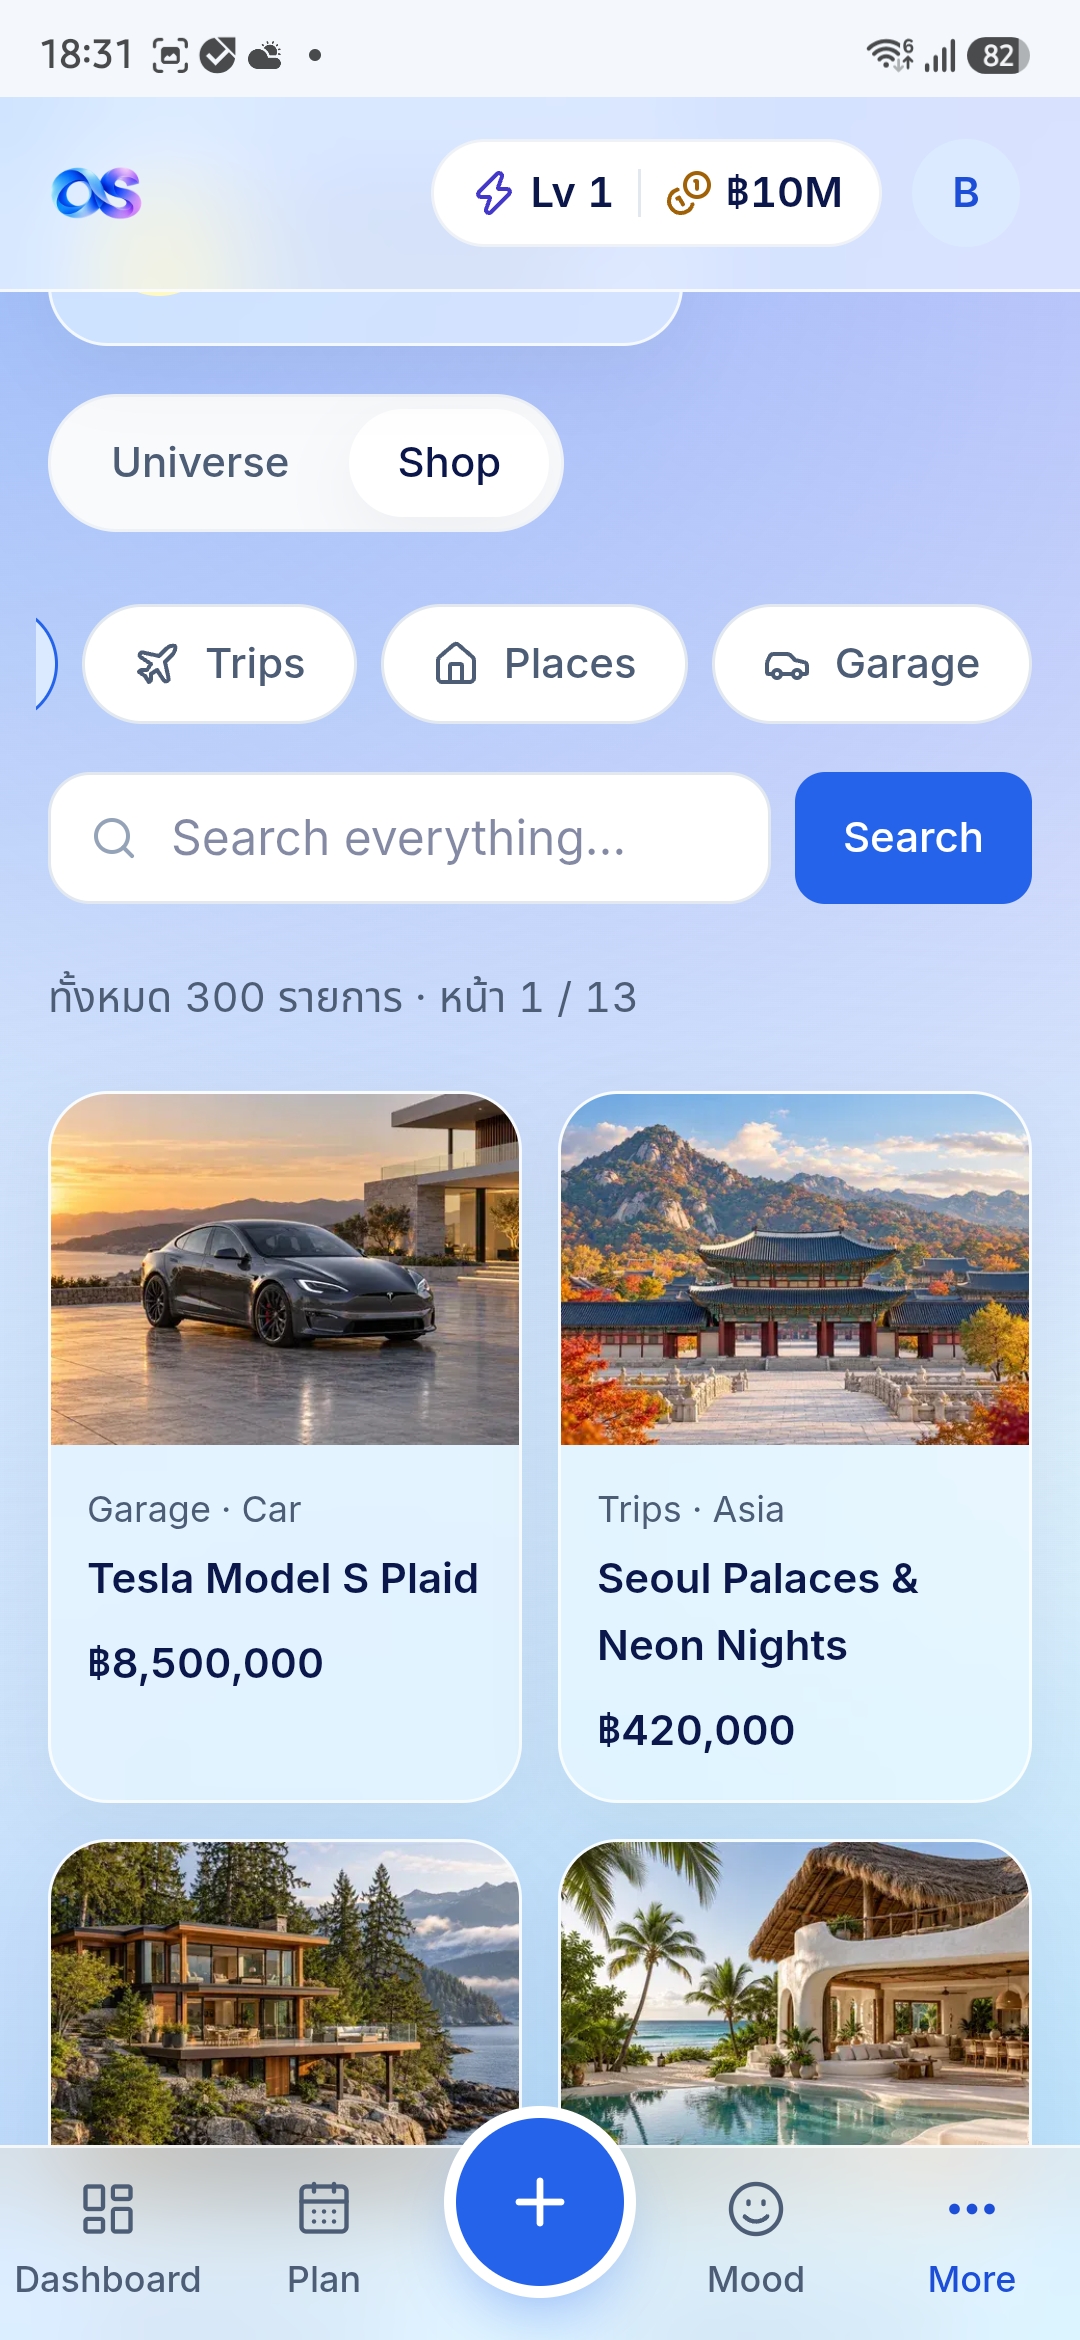 18:31
6
82
as
Lv 1
฿10M
B
Universe
Shop
Trips
Places
Garage
Search everything...
Search
ทั้งหมด 300 รายการ · หน้า 1 / 13
Garage · Car
Tesla Model S Plaid
฿8,500,000
Trips · Asia
Seoul Palaces &
Neon Nights
฿420,000
Dashboard
Plan
Mood
More